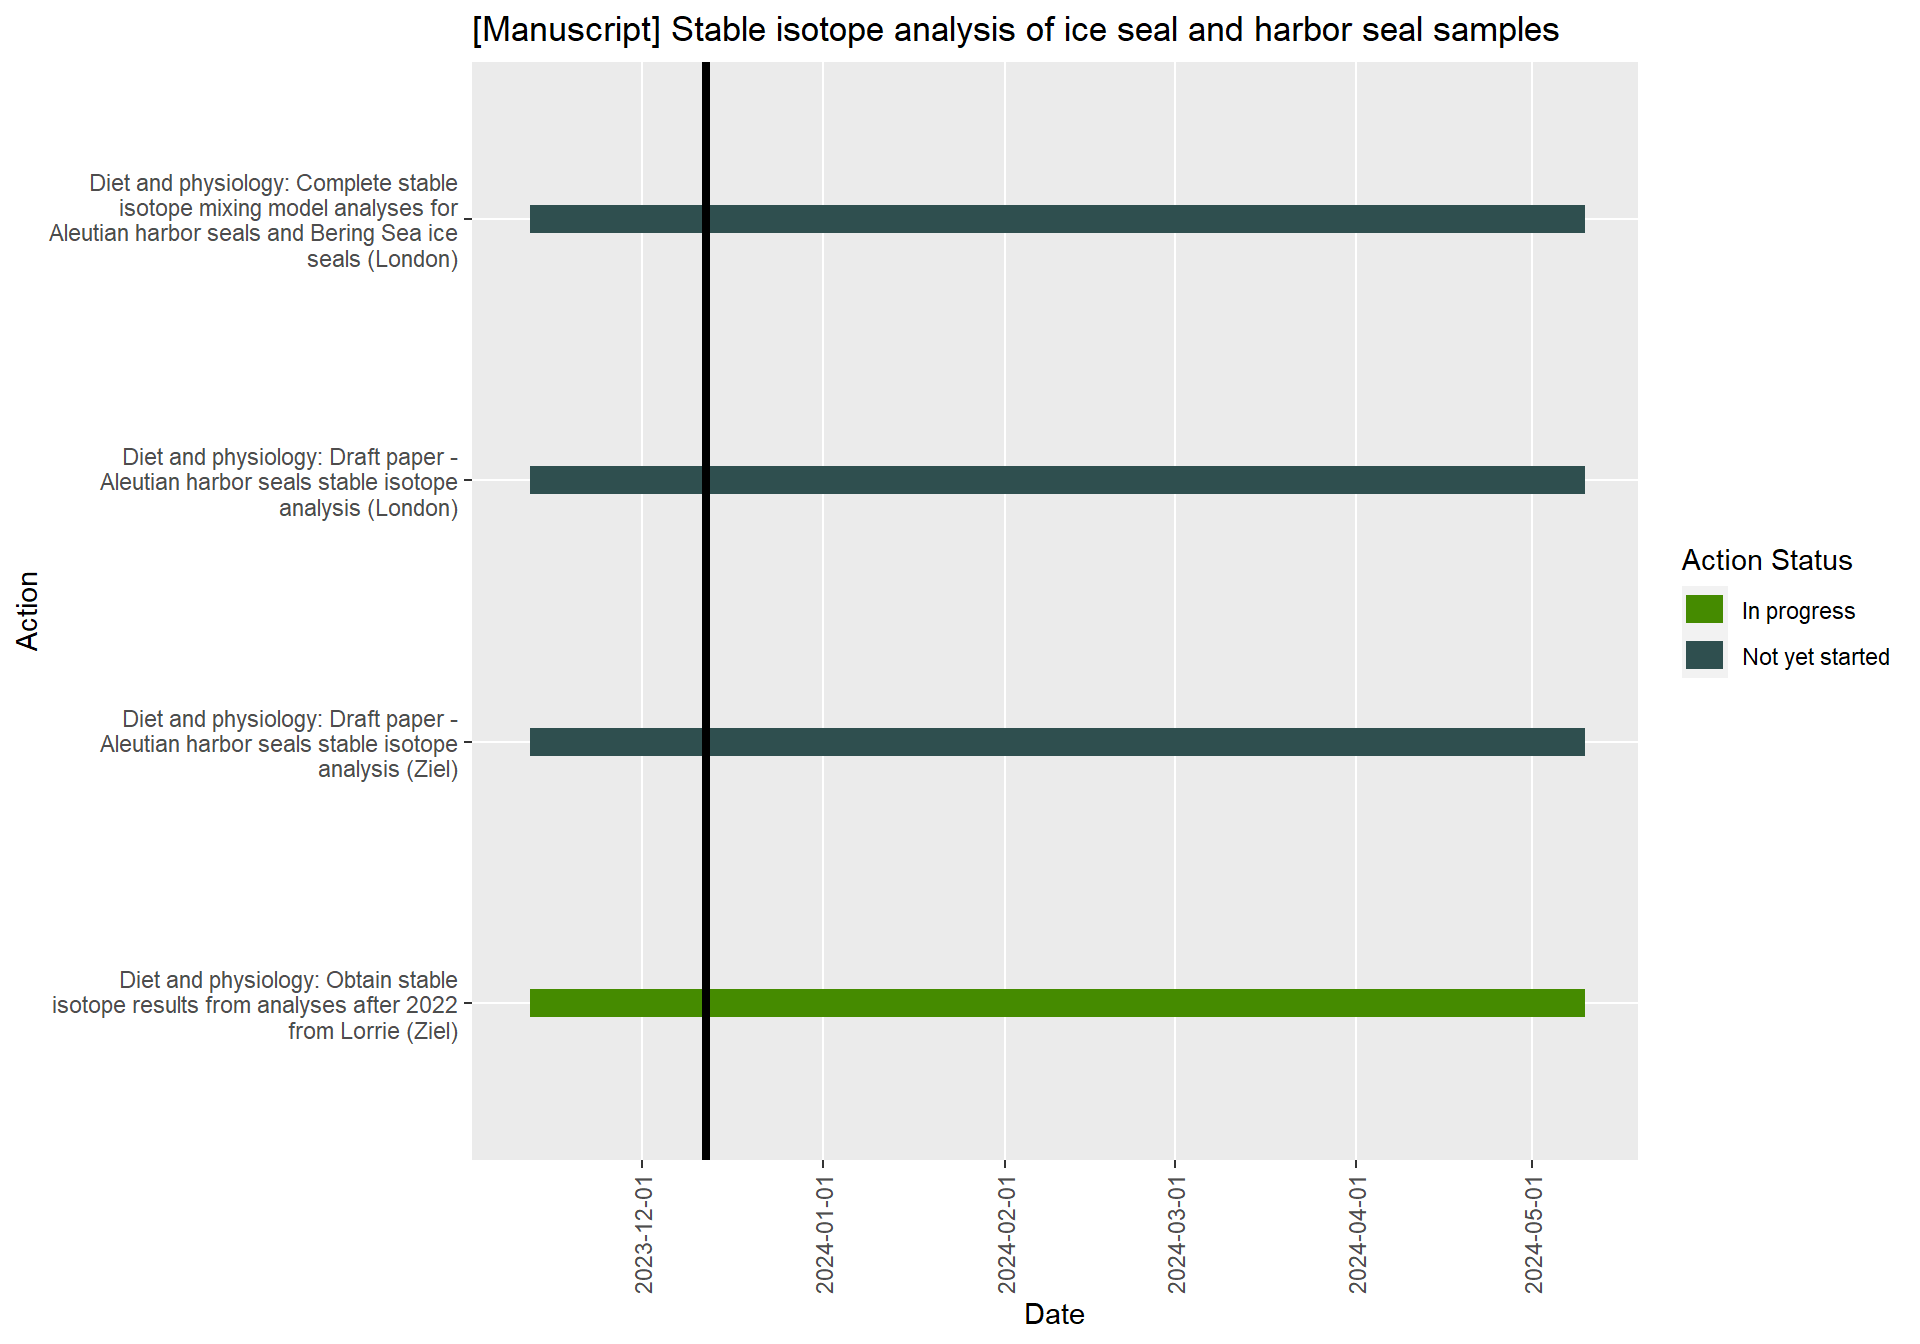 [Manuscript] Stable isotope analysis of ice seal and harbor seal samples
Diet and physiology: Complete stable
isotope mixing model analyses for
Aleutian harbor seals and Bering Sea ice
seals (London)
Diet and physiology: Draft paper -
Aleutian harbor seals stable isotope
analysis (London)
Diet and physiology: Draft paper -
Aleutian harbor seals stable isotope
analysis (Ziel)
Diet and physiology: Obtain stable
isotope results from analyses after 2022
from Lorrie (Ziel)
Action
2023-12-01
2024-01-01
2024-02-01
2024-03-01
2024-04-01
2024-05-01
Date
Action Status
In progress
Not yet started